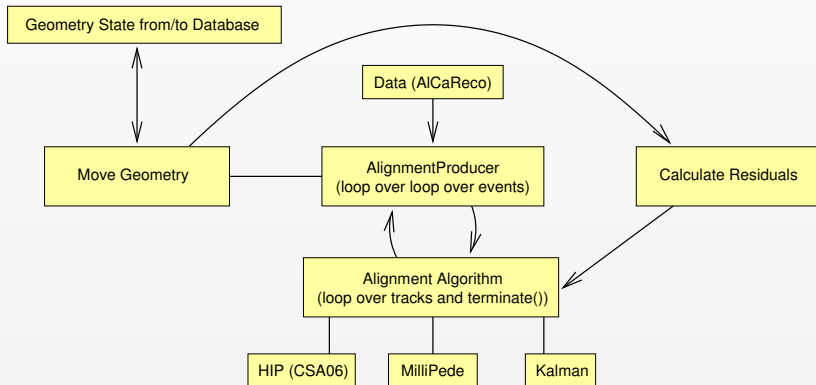 Geometry State from/to Database
Data (AlCaReco)
Move Geometry
AlignmentProducer
(loop over loop over events)
Calculate Residuals
Alignment Algorithm
(loop over tracks and terminate())
HIP (CSA06)
MilliPede
Kalman